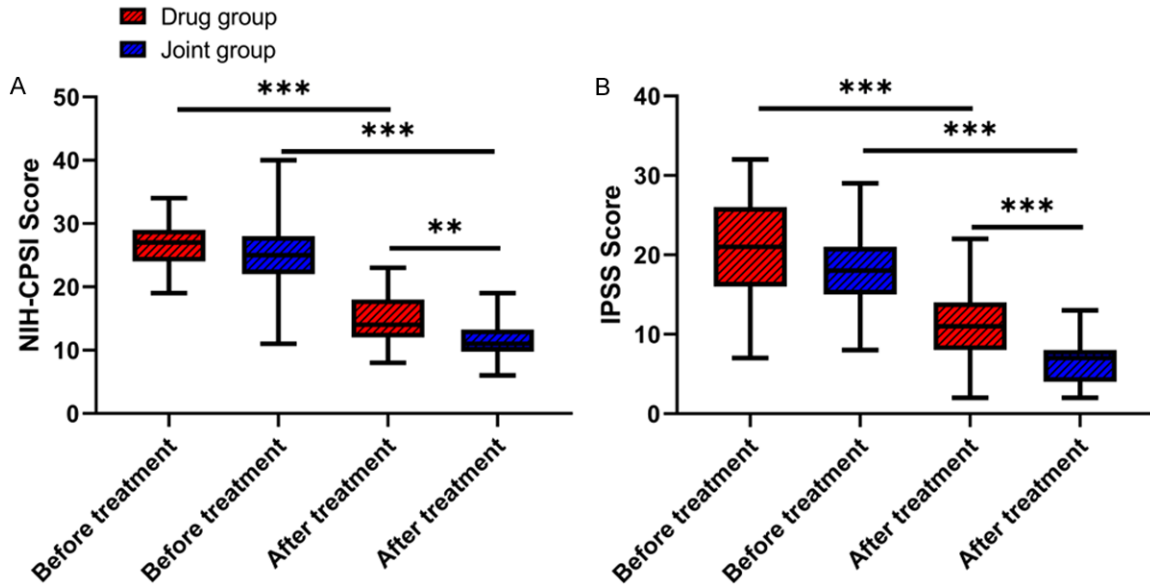 Drug group
Joint group
A
NIH-CPSI Score
50
40
30
20
10
0
***
***
**
Before treatment
Before treatment
After treatment
After treatment
B
IPSS Score
40
30
20
10
0
***
***
***
Before treatment
Before treatment
After treatment
After treatment